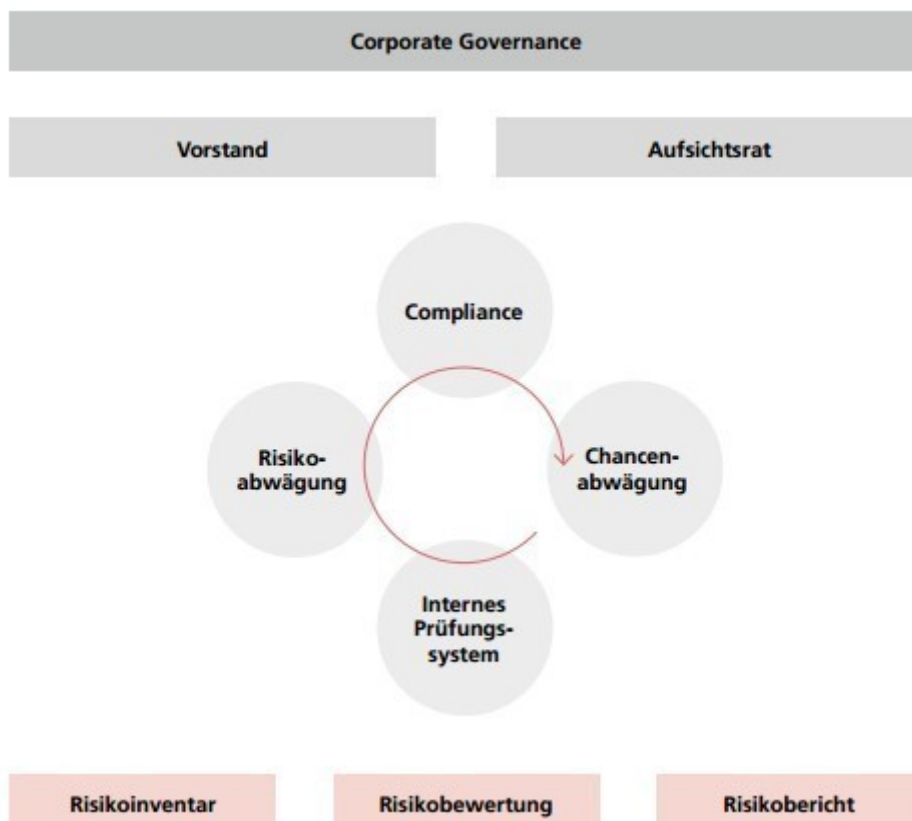 Corporate Governance
Vorstand
Aufsichtsrat
Compliance
Risiko-
abwägung
Chancen-
abwägung
Internes
Prüfungs-
system
Risikoinventar
Risikobewertung
Risikobericht